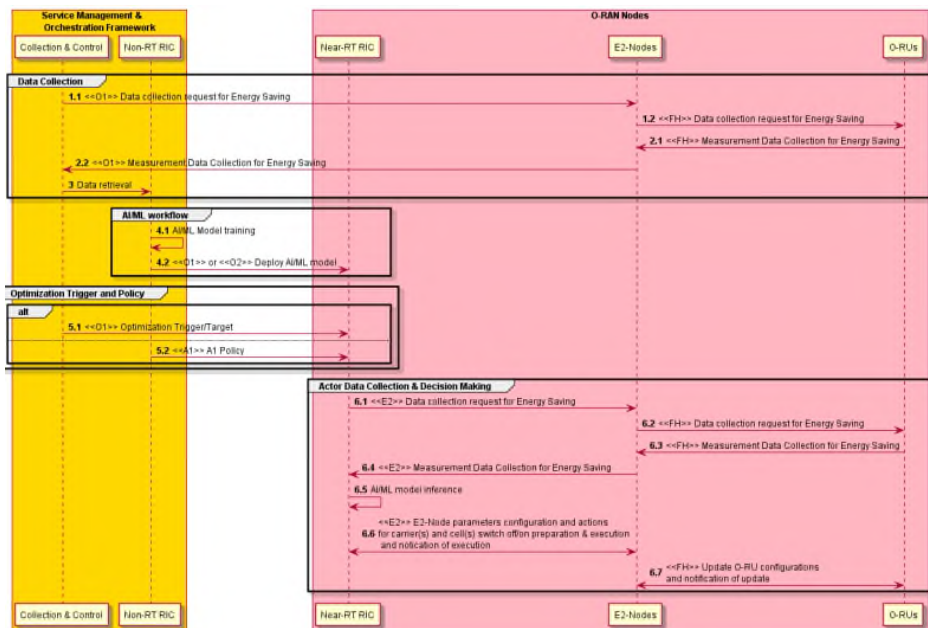 Service Management &
Orchestration Framework
O-RAN Nodes
Collection & Control
Non-RT RIC
Near-RT RIC
E2-Nodes
O-RUs
Data Collection
1.1 <<O1>> Data collection request for Energy Saving
1.2 <<FH>> Data collection request for Energy Saving
2.1 <<FH>> Measurement Data Collection for Energy Saving
2.2 <<O1>> Measurement Data Collection for Energy Saving
3 Data retrieval
AI/ML workflow
4.1 AI/ML Model training
4.2 <<O1>> or <<O2>> Deploy AI/ML model
Optimization Trigger and Policy
alt
5.1 <<O1>> Optimization Trigger/Target
5.2 <<A1>> A1 Policy
Actor Data Collection & Decision Making
6.1 <<E2>> Data collection request for Energy Saving
6.2 <<FH>> Data collection request for Energy Saving
6.3 <<FH>> Measurement Data Collection for Energy Saving
6.4 <<E2>> Measurement Data Collection for Energy Saving
6.5 AI/ML model inference
<<E2>> E2-Node parameters configuration and actions
6.6 for carrier(s) and cell(s) switch off/on preparation & execution
and notication of execution
6.7 <<FH>> Update O-RU configurations
and notification of update
Collection & Control
Non-RT RIC
Near-RT RIC
E2-Nodes
O-RUs